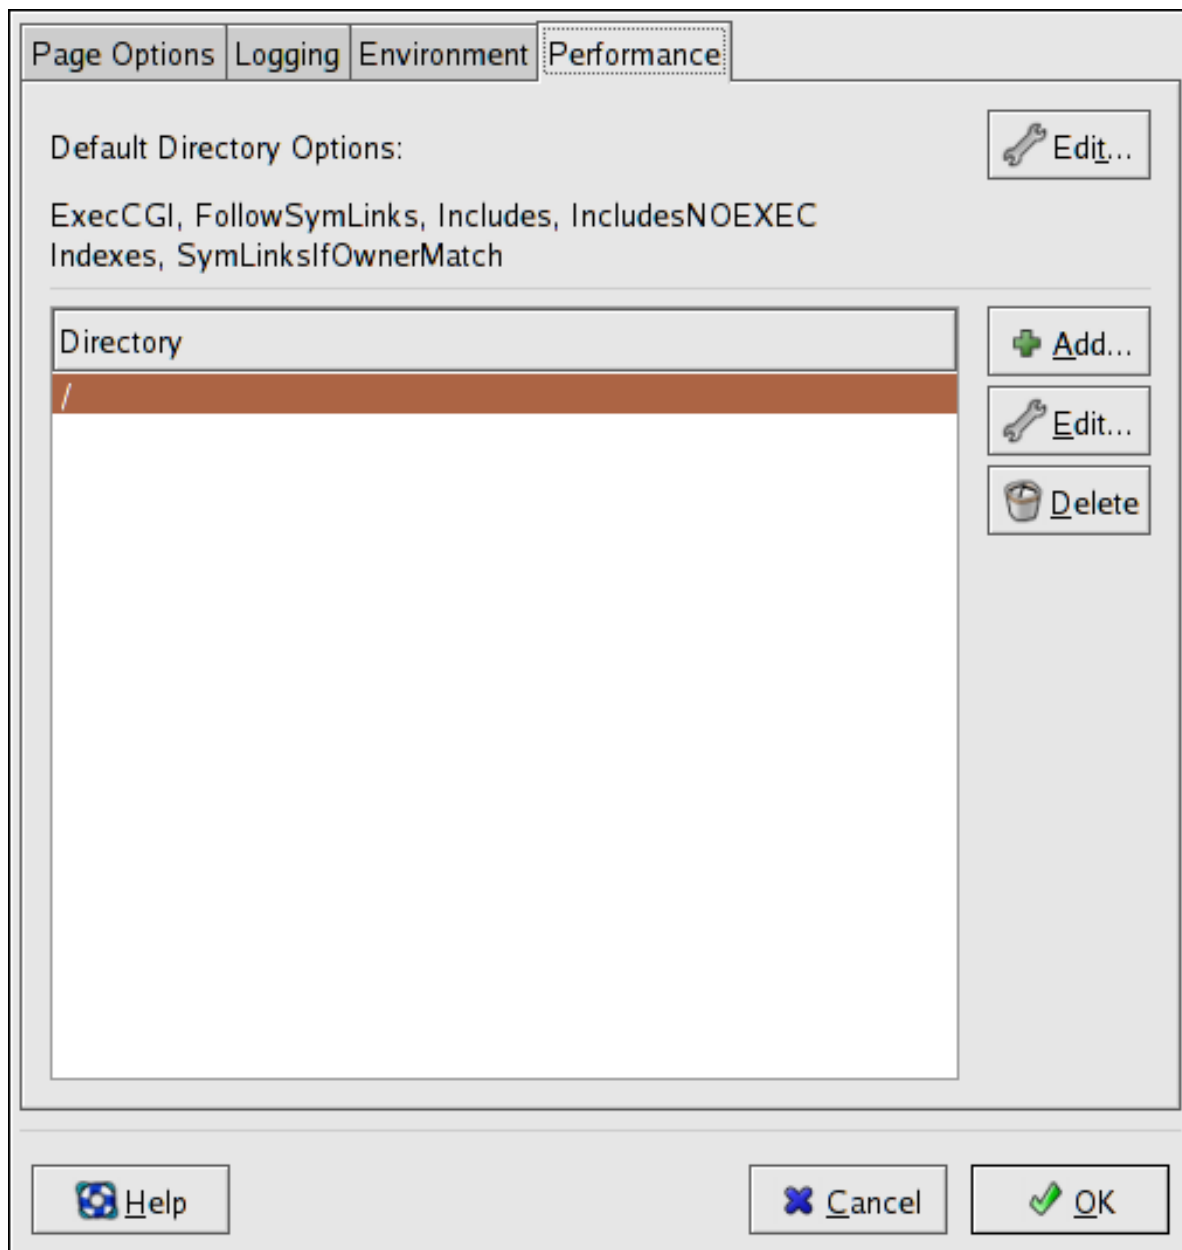 Page Options Logging Environment Performance
Default Directory Options:
Edit...
ExecCGI, FollowSymLinks, Includes, IncludesNOEXEC
Indexes, SymLinksIfOwnerMatch
Directory
/
Add...
Edit...
Delete
Help Cancel OK